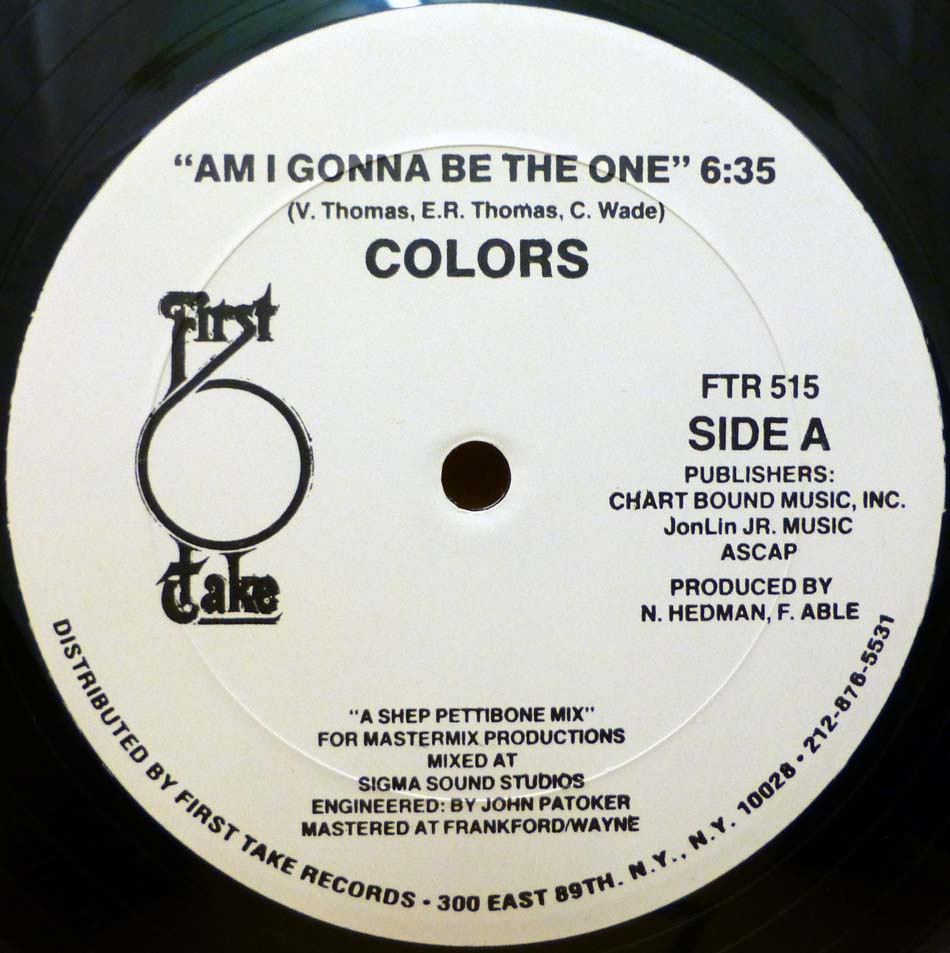 “AM I GONNA BE THE ONE” 6:35
(V. Thomas, E.R. Thomas, C. Wade)
COLORS
First
take
FTR 515
SIDE A
PUBLISHERS:
CHART BOUND MUSIC, INC.
JonLin JR. MUSIC
ASCAP
PRODUCED BY
N. HEDMAN, F. ABLE
“A SHEP PETTIBONE MIX”
FOR MASTERMIX PRODUCTIONS
MIXED AT
SIGMA SOUND STUDIOS
ENGINEERED: BY JOHN PATOKER
MASTERED AT FRANKFORD/WAYNE
DISTRIBUTED BY FIRST TAKE RECORDS • 300 EAST 89TH. N.Y., N.Y. 10028 • 212-876-5531